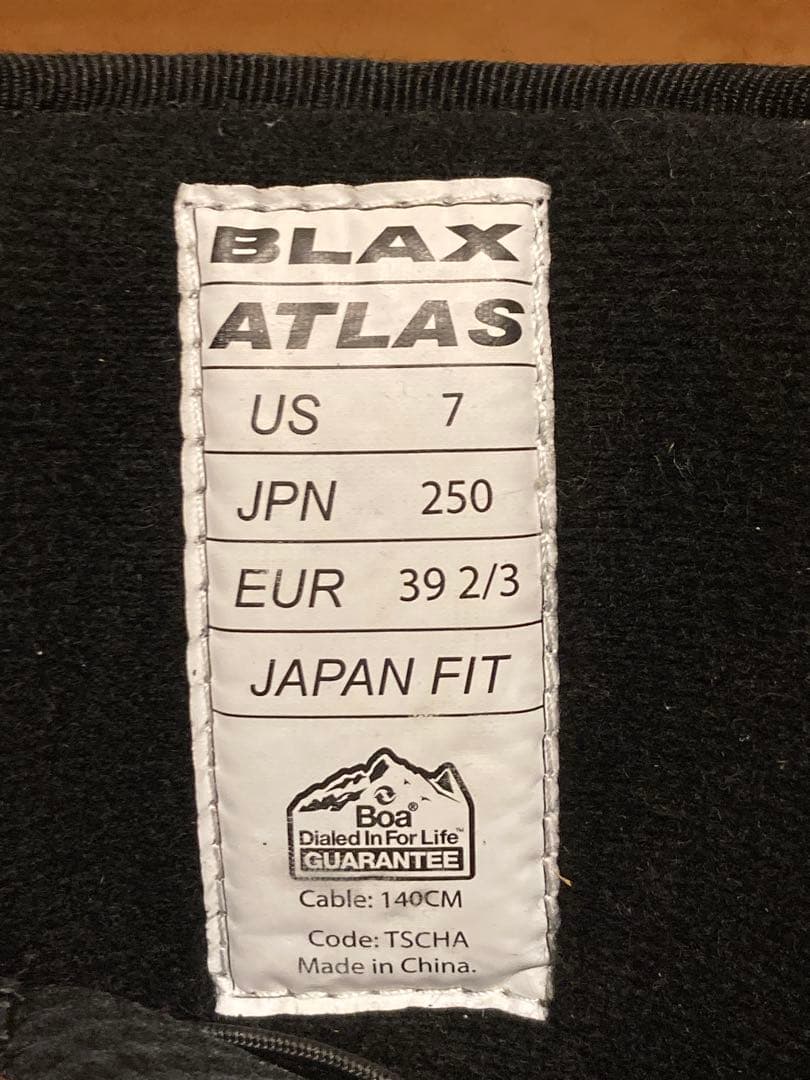 BLAX
ATLAS
US 7
JPN 250
EUR 39 2/3
JAPAN FIT
Boa®
Dialed In For Life™
GUARANTEE
Cable: 140CM
Code: TSCHA
Made in China.